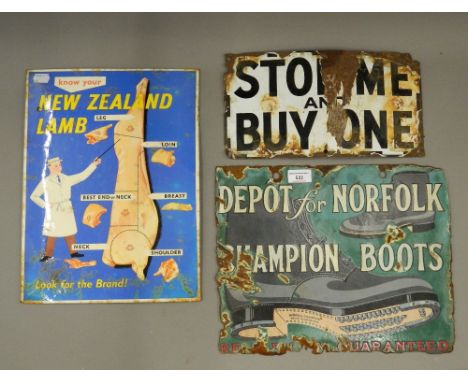 know your
NEW ZEALAND
LAMB
LEG
LOIN
BEST END OF NECK
BREAST
NECK
SHOULDER
Look for the Brand!
STOP ME
AND
BUY ONE
DEPÔT for NORFOLK
CHAMPION BOOTS
GUARANTEED